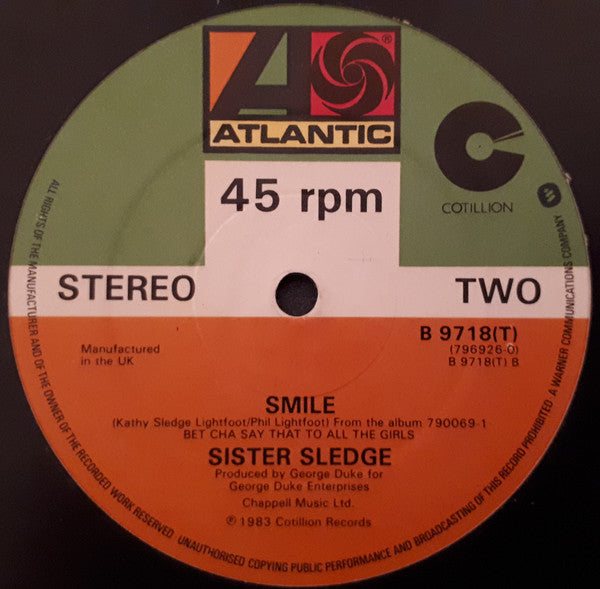 ATLANTIC
®
45 rpm
COTILLION
STEREO
TWO
B 9718(T)
(796926-0)
B 9718(T) B
Manufactured
in the UK
SMILE
(Kathy Sledge Lightfoot/Phil Lightfoot) From the album 790069-1
BET CHA SAY THAT TO ALL THE GIRLS
SISTER SLEDGE
Produced by George Duke for
George Duke Enterprises
Chappell Music Ltd.
℗ 1983 Cotillion Records
ALL RIGHTS OF THE MANUFACTURER AND OF THE OWNER OF THE RECORDED WORK RESERVED UNAUTHORISED COPYING PUBLIC PERFORMANCE AND BROADCASTING OF THIS RECORD PROHIBITED A WARNER COMMUNICATIONS COMPANY